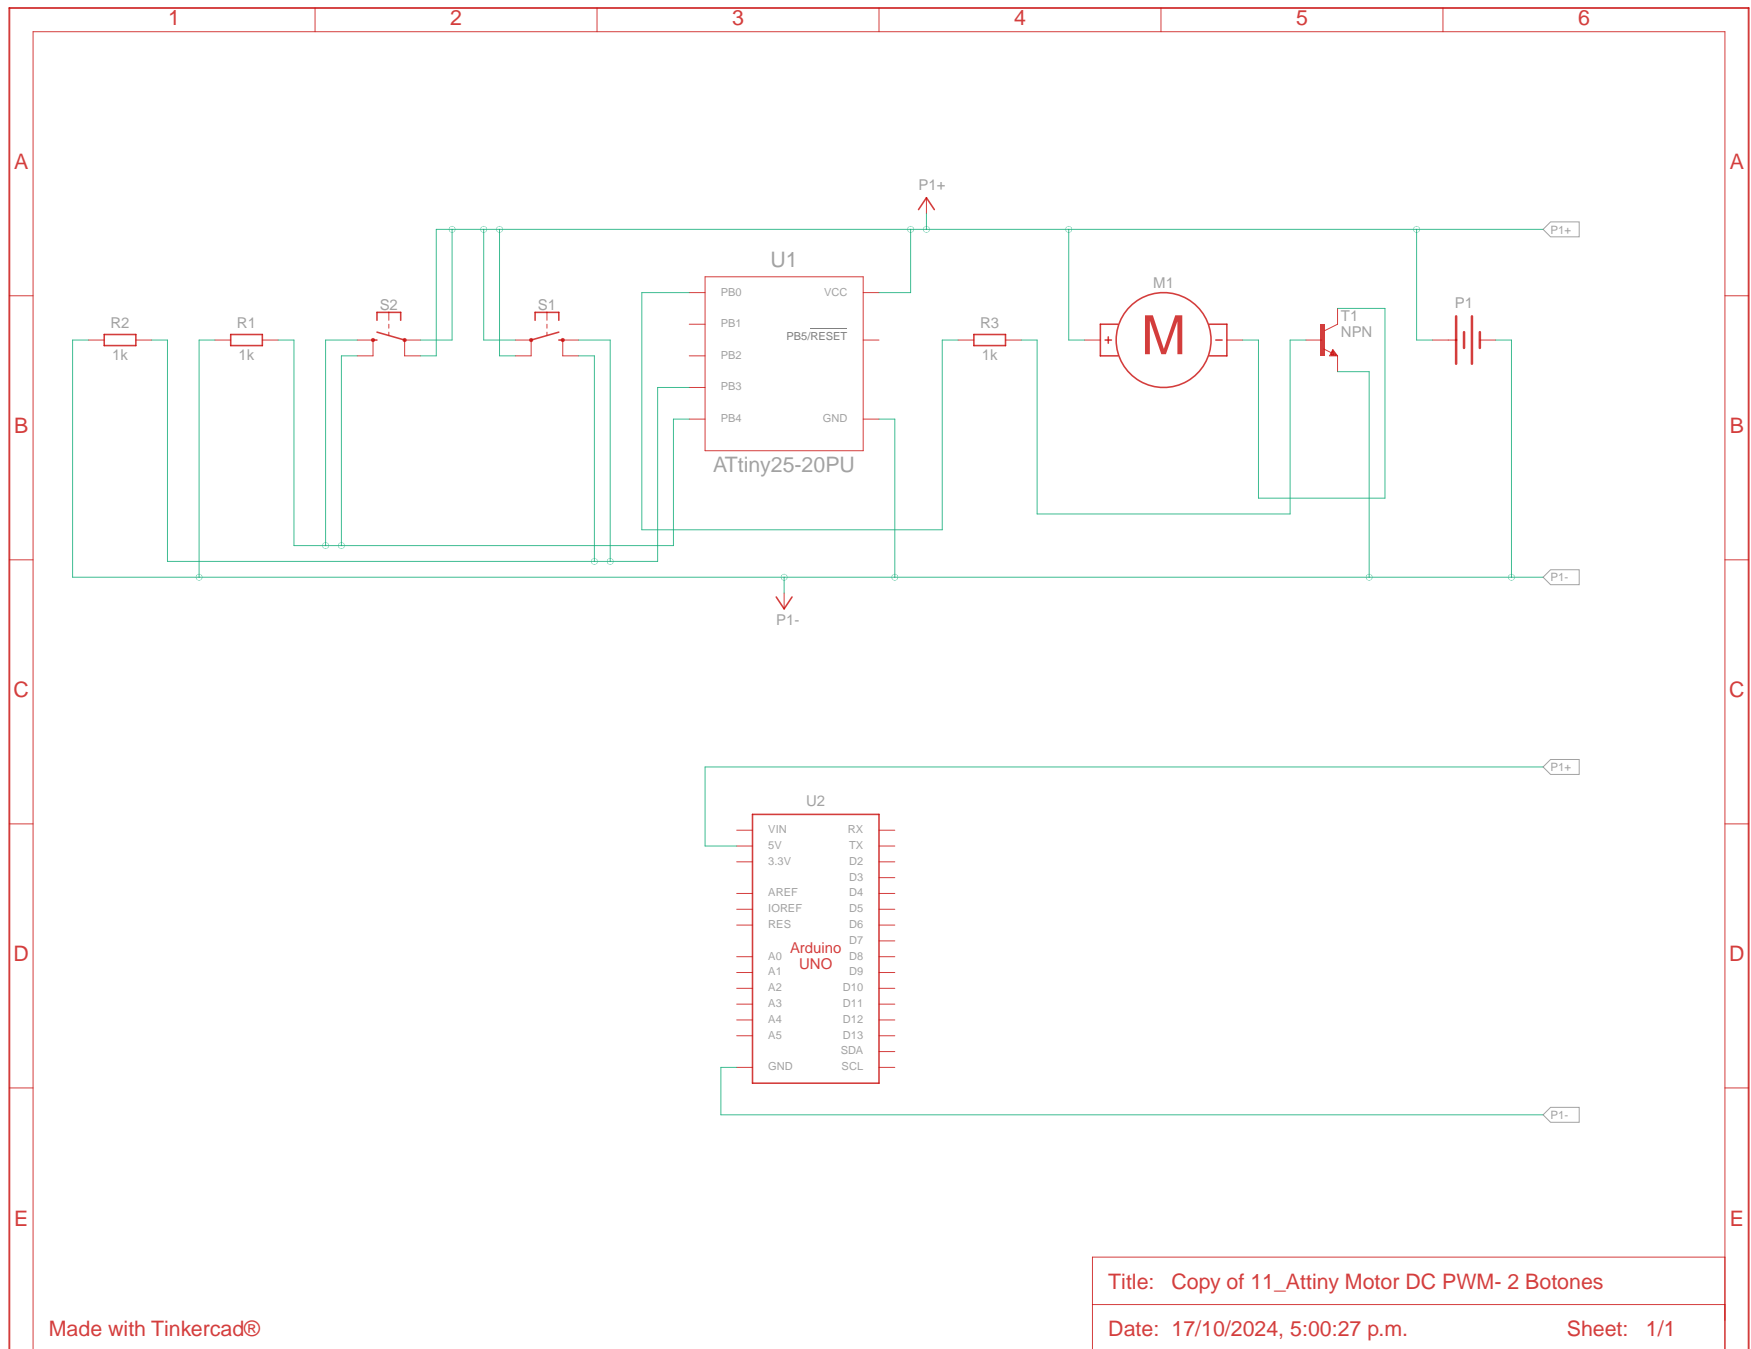 1 2 3 4 5 6
A A
P1+
P1+
U1
M1
S2 S1 P1
B B
R2 R1 R3 T1
NPN
1k 1k 1k
M
+ -
PB0 VCC
PB1
PB5/RESET
PB2
PB3
PB4 GND
ATtiny25-20PU
P1-
P1-
C C
P1+
U2
VIN RX
5V TX
3.3V D2
D3
AREF D4
IOREF D5
RES D6
D7
Arduino
UNO
A0 D8
A1 D9
A2 D10
A3 D11
A4 D12
A5 D13
SDA
GND SCL
D D
P1-
E E
Title: Copy of 11_Attiny Motor DC PWM- 2 Botones
Made with Tinkercad®
Date: 17/10/2024, 5:00:27 p.m. Sheet: 1/1